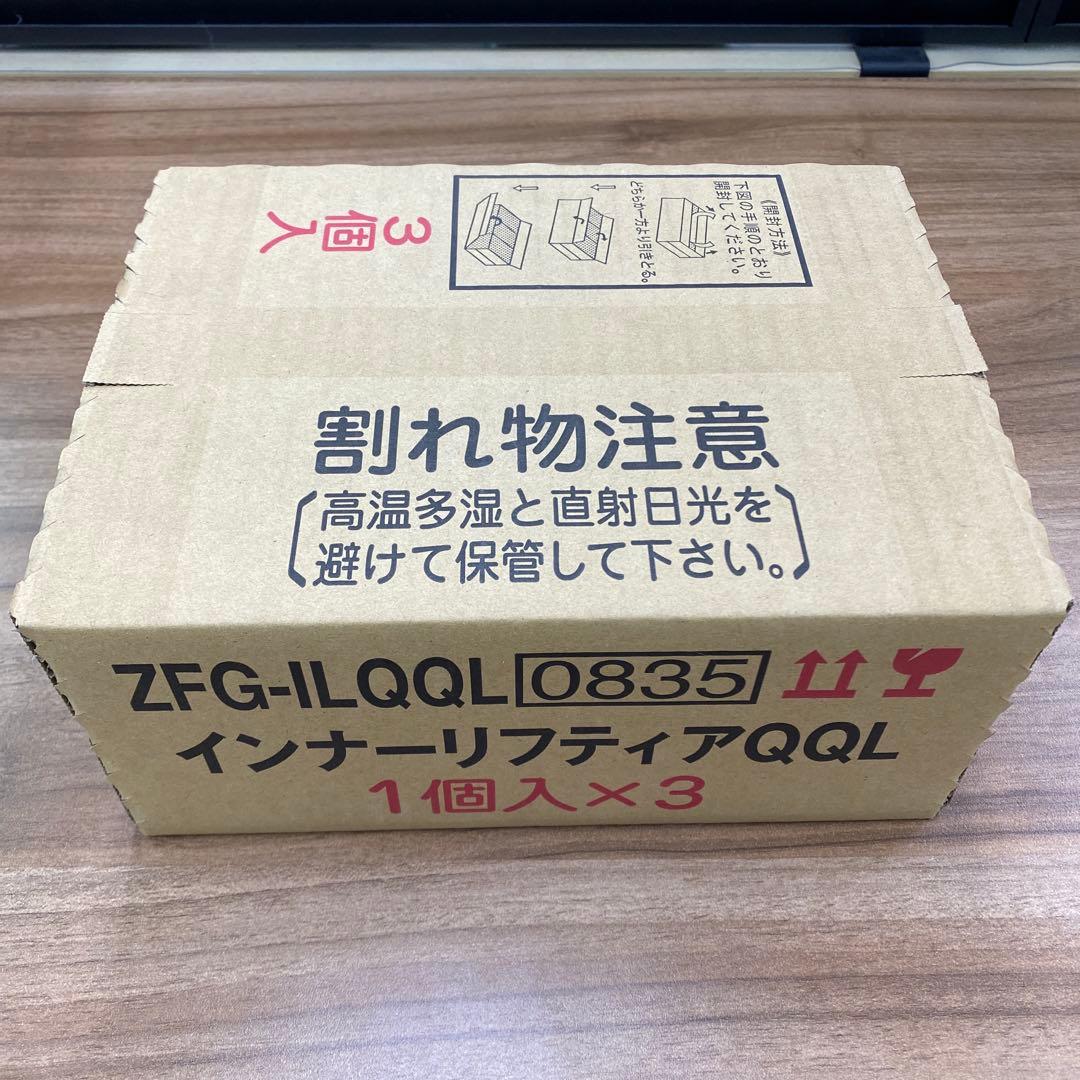 3個入
《開封方法》
下図の手順のとおり
開封してください。
どちらか一方より引きとる。
割れ物注意
高温多湿と直射日光を
避けて保管して下さい。
ZFG-ILQQL 0835
インナーリフティアQQL
1個入×3